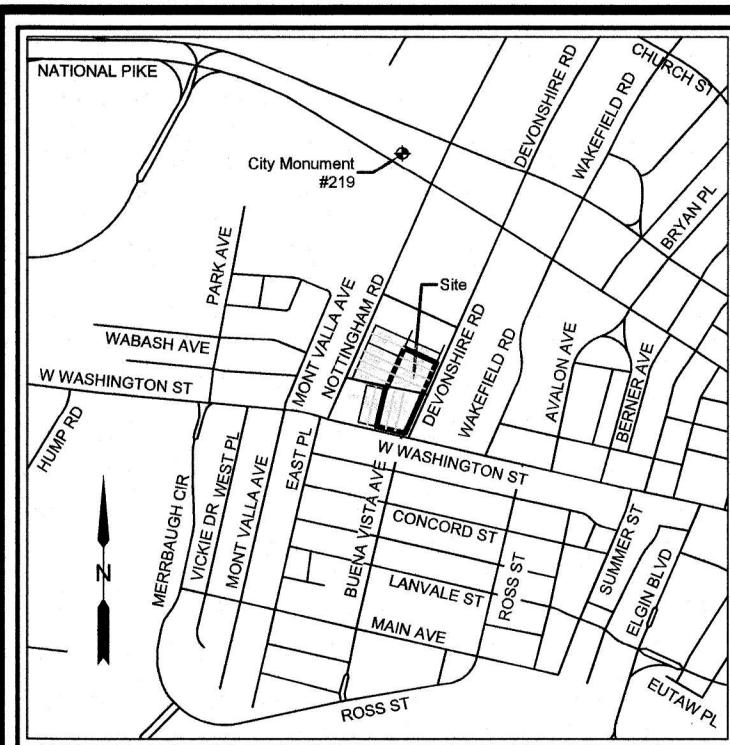 CHURCH ST
NATIONAL PIKE
DEVONSHIRE RD
WAKEFIELD RD
City Monument
#219
BRYAN PL
PARK AVE
MONT VALLA AVE
NOTTINGHAM RD
Site
DEVONSHIRE RD
WABASH AVE
WAKEFIELD RD
AVALON AVE
BERNER AVE
W WASHINGTON ST
HUMP RD
W WASHINGTON ST
MERRBAUGH CIR
VICKIE DR
WEST PL
MONT VALLA AVE
EAST PL
BUENA VISTA AVE
CONCORD ST
SUMMER ST
ELGIN BLVD
N
LANVALE ST
ROSS ST
MAIN AVE
EUTAW PL
ROSS ST